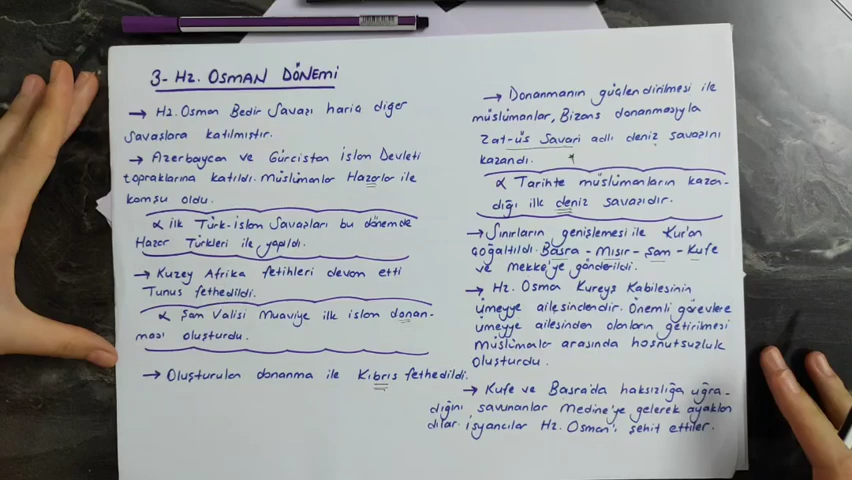 3- Hz. OSMAN DÖNEMİ
→ Hz. Osman Bedir Savaşı hariç diğer
savaşlara katılmıştır.
→ Azerbaycan ve Gürcistan İslam Devleti
topraklarına katıldı. Müslümanlar Hazarlar ile
komşu oldu.
α İlk Türk-İslam Savaşları bu dönemde
Hazar Türkleri ile yapıldı.
→ Kuzey Afrika fetihleri devam etti
Tunus fethedildi.
α Şam Valisi Muaviye ilk islam donan-
ması oluşturdu.
→ Oluşturulan donanma ile Kıbrıs fethedildi.
→ Donanmanın güçlendirilmesi ile
müslümanlar, Bizans donanmasıyla
Zat-üs Savari adlı deniz savaşını
kazandı.
α Tarihte müslümanların kazan-
dığı ilk deniz savaşıdır.
→ Sınırların genişlemesi ile Kur'an
çoğaltıldı. Basra - Mısır - Şam - Kufe
ve Mekke'ye gönderildi.
→ Hz. Osman Kureyş Kabilesinin
Ümeyye ailesindendir. Önemli görevlere
Ümeyye ailesinden olanların getirilmesi
Müslümanlar arasında hoşnutsuzluk
oluşturdu.
→ Kufe ve Basra'da haksızlığa uğra-
dığını savunanlar Medine'ye gelerek ayaklan
dılar. İsyancılar Hz. Osman'ı şehit ettiler.